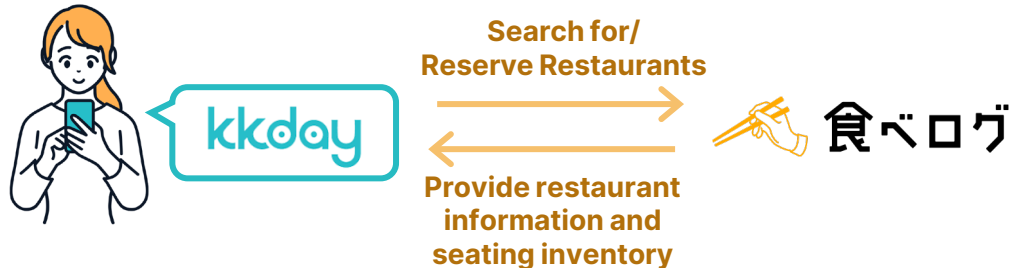 Search for/
Reserve Restaurants
kkday
食べログ
Provide restaurant
information and
seating inventory